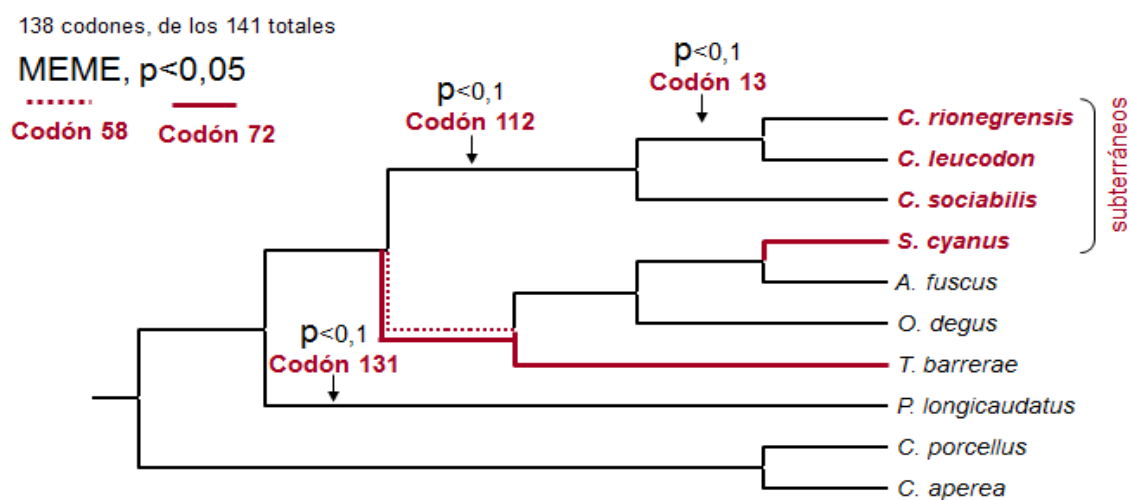 138 codones, de los 141 totales
MEME, p<0,05
Codón 58
Codón 72
p<0,1
Codón 112
p<0,1
Codón 13
p<0,1
Codón 131
C. rionegrensis
C. leucodon
C. sociabilis
S. cyanus
A. fuscus
O. degus
T. barrerae
P. longicaudatus
C. porcellus
C. aperea
subterráneos